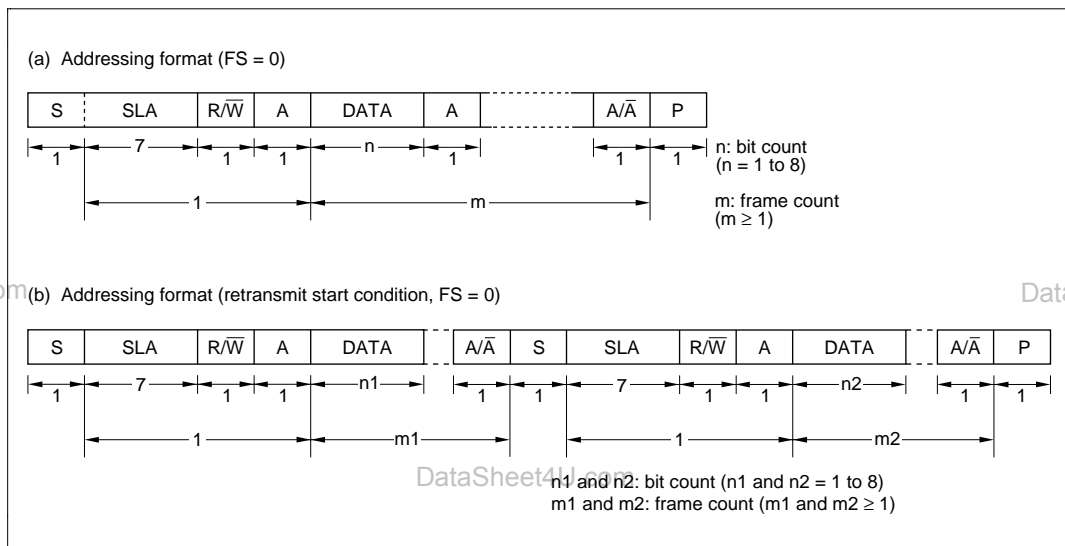 (a) Addressing format (FS = 0)
S SLA R/W̅ A DATA A A/A̅ P
1 7 1 1 n 1 1 1
n: bit count
(n = 1 to 8)
1 m
m: frame count
(m ≥ 1)
(b) Addressing format (retransmit start condition, FS = 0)
om
Data
S SLA R/W̅ A DATA A/A̅ S SLA R/W̅ A DATA A/A̅ P
1 7 1 1 n1 1 1 7 1 1 n2 1 1
1 m1 1 m2
DataSheet4U.com
n1 and n2: bit count (n1 and n2 = 1 to 8)
m1 and m2: frame count (m1 and m2 ≥ 1)